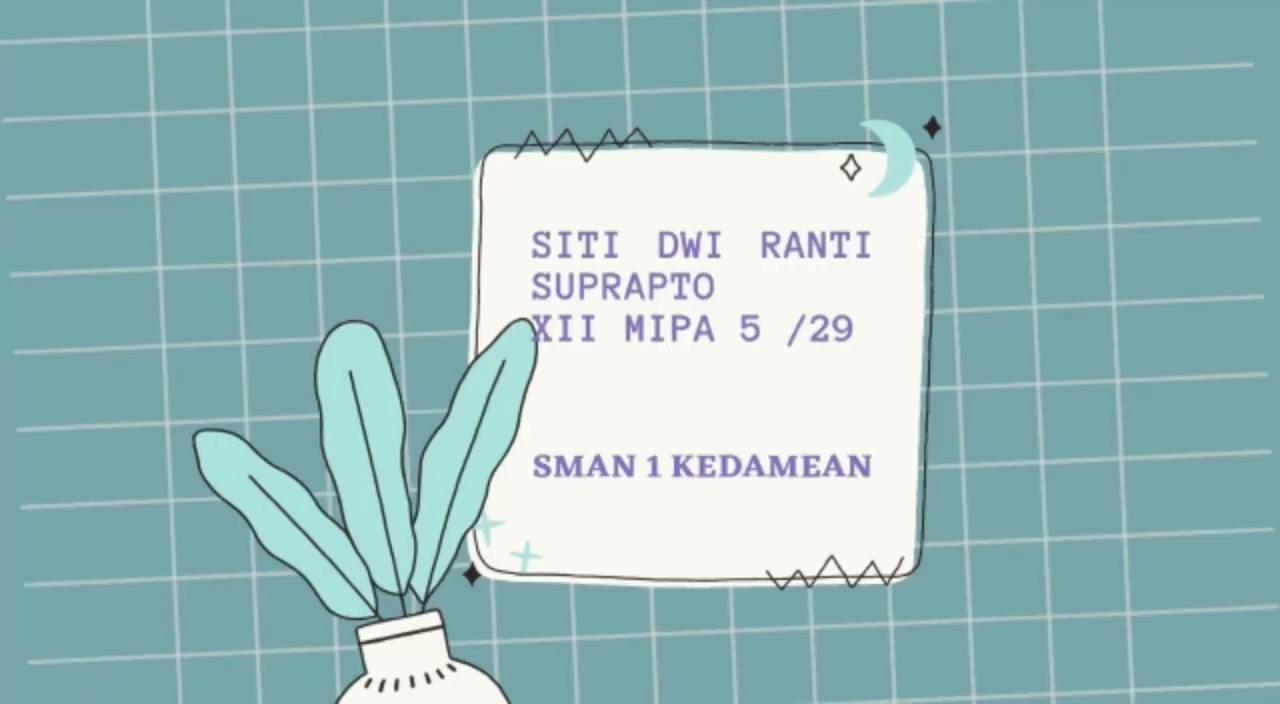 SITI DWI RANTI
SUPRAPTO
XII MIPA 5 /29
SMAN 1 KEDAMEAN